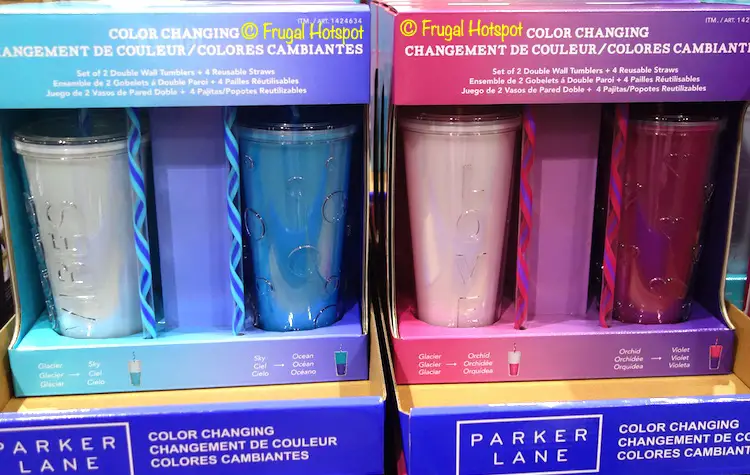 ITM. / ART. 1424634
COLOR CHANGING
© Frugal Hotspot
CHANGEMENT DE COULEUR/COLORES CAMBIANTES
Set of 2 Double Wall Tumblers + 4 Reusable Straws
Ensemble de 2 Gobelets á Double Paroi + 4 Pailles Réutilisables
Juego de 2 Vasos de Pared Doble + 4 Pajitas/Popotes Reutilizables
Glacier → Sky
Glacier Ciel
Glaciar Cielo
Sky → Ocean
Ciel Océan
Cielo Océano
PARKER
LANE
COLOR CHANGING
CHANGEMENT DE COULEUR
COLORES CAMBIANTES
ITM. / ART. 1424634
© Frugal Hotspot
COLOR CHANGING
CHANGEMENT DE COULEUR/COLORES CAMBIANTE
Set of 2 Double Wall Tumblers + 4 Reusable Straws
Ensemble de 2 Gobelets á Double Paroi + 4 Pailles Réutilisables
Juego de 2 Vasos de Pared Doble + 4 Pajitas/Popotes Reutilizables
LOVE
Glacier → Orchid
Glacier Orchidée
Glaciar Orquídea
Orchid → Violet
Orchidée Violet
Orquídea Violeta
PARKER
LANE
COLOR CHANGING
CHANGEMENT DE COU
COLORES CAMBIANTES